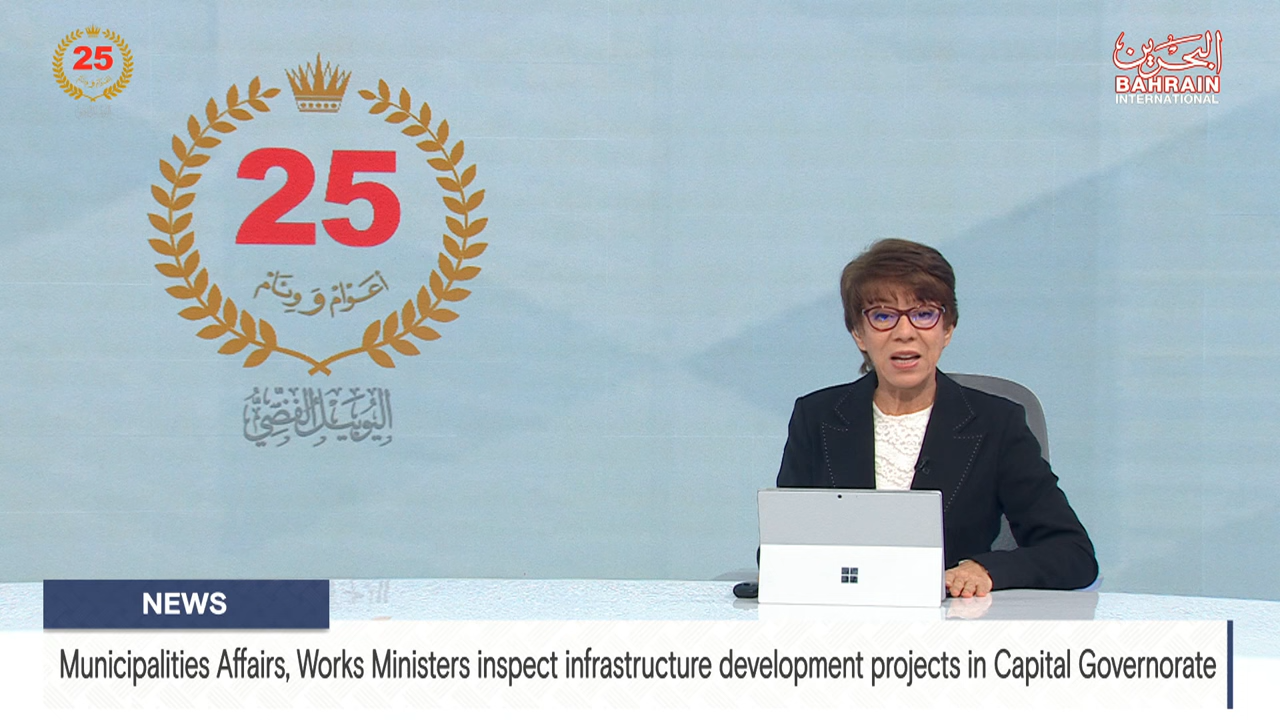 25
البحرين
BAHRAIN
INTERNATIONAL
25
أعوام و وئام
اليوبيل الفضي
NEWS
Municipalities Affairs, Works Ministers inspect infrastructure development projects in Capital Governorate